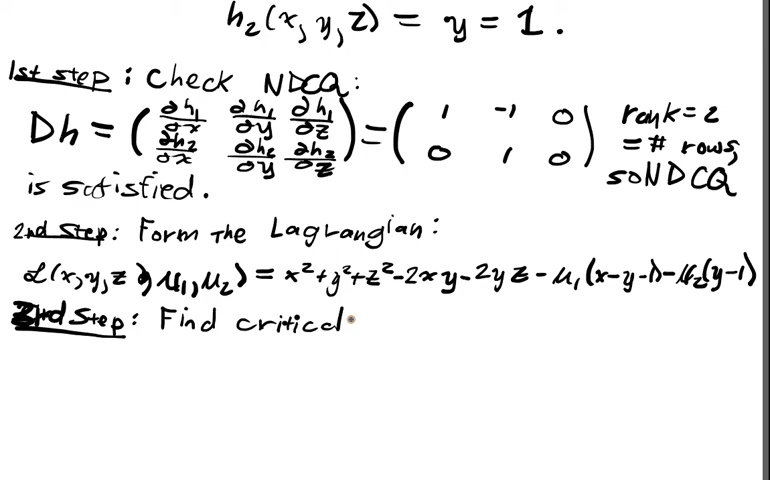 h₂(x, y, z) = y = 1.
1st step: Check NDCQ:
Dh = (∂h₁/∂x ∂h₁/∂y ∂h₁/∂z = ( 1 -1 0 rank = 2
∂h₂/∂x ∂h₂/∂y ∂h₂/∂z) 0 1 0 ) = # rows,
so NDCQ
is satisfied.
2nd step: Form the Lagrangian:
ℒ(x, y, z, μ₁, μ₂) = x² + y² + z² - 2xy - 2yz - μ₁(x-y-1) - μ₂(y-1)
3rd step: Find critical